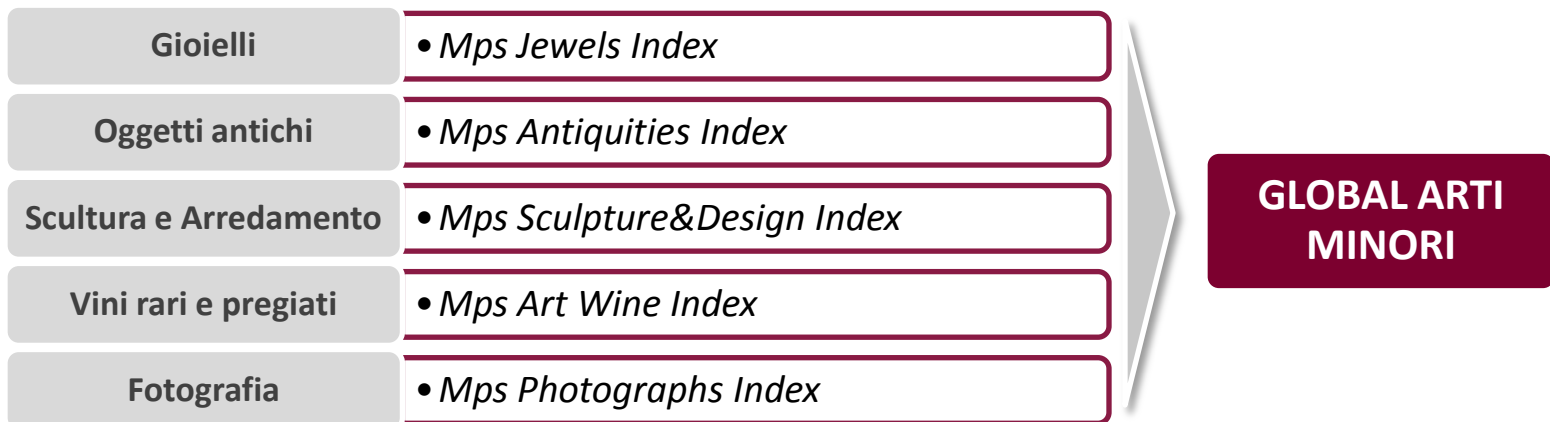 Gioielli
• Mps Jewels Index
Oggetti antichi
• Mps Antiquities Index
Scultura e Arredamento
• Mps Sculpture&Design Index
Vini rari e pregiati
• Mps Art Wine Index
Fotografia
• Mps Photographs Index
GLOBAL ARTI
MINORI